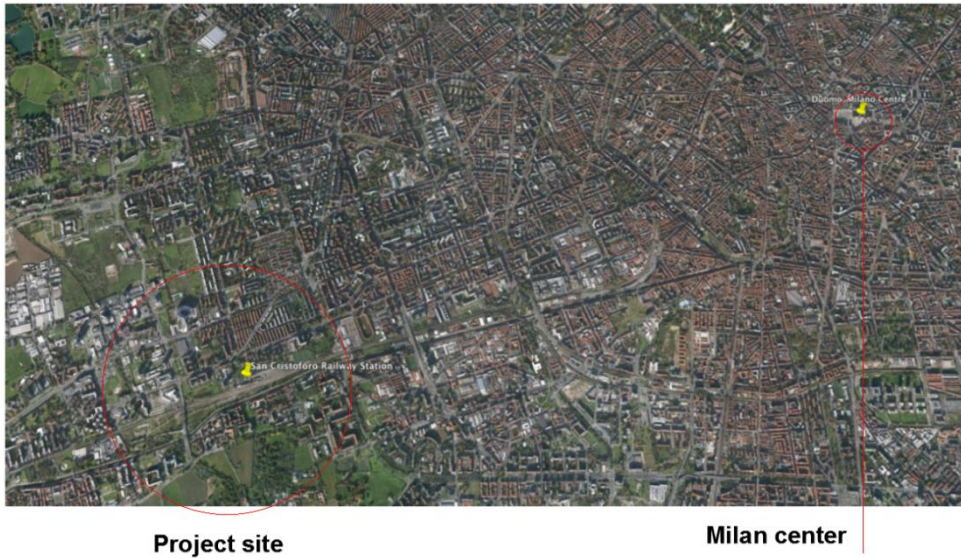 Duomo Milano Centre
San Cristoforo Railway Station
Project site
Milan center